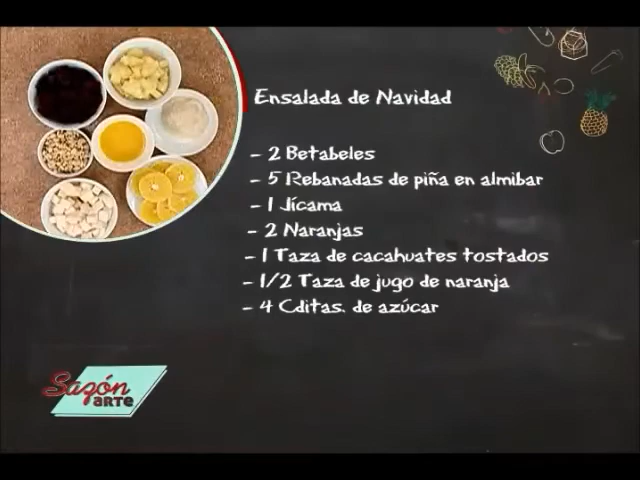 Ensalada de Navidad
- 2 Betabeles
- 5 Rebanadas de piña en almibar
- 1 Jícama
- 2 Naranjas
- 1 Taza de cacahuates tostados
- 1/2 Taza de jugo de naranja
- 4 Cditas. de azúcar
Sazón
ARTE